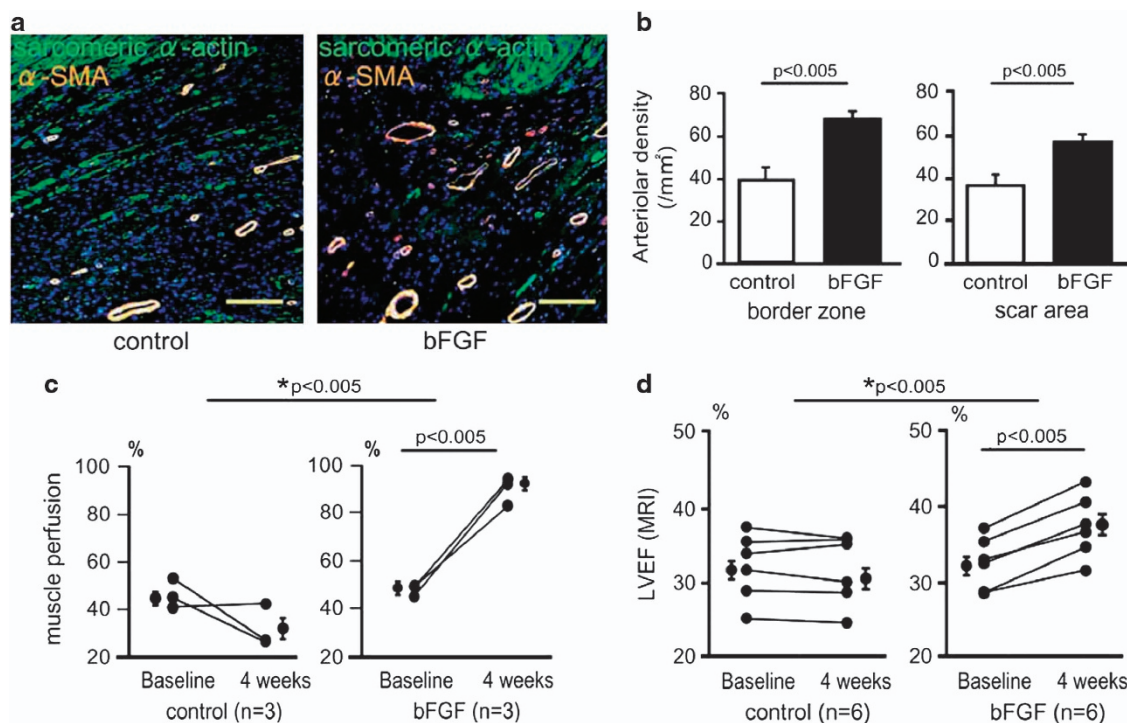 a
sarcomeric α-actin
α-SMA
sarcomeric α-actin
α-SMA
control
bFGF
b
p<0.005
p<0.005
Arteriolar density
(/mm²)
80
60
40
20
0
80
60
40
20
0
control
bFGF
border zone
control
bFGF
scar area
c
*p<0.005
%
%
p<0.005
muscle perfusion
100
80
60
40
20
100
80
60
40
20
Baseline
4 weeks
control (n=3)
Baseline
4 weeks
bFGF (n=3)
d
*p<0.005
%
%
p<0.005
LVEF (MRI)
50
40
30
20
50
40
30
20
Baseline
4 weeks
control (n=6)
Baseline
4 weeks
bFGF (n=6)